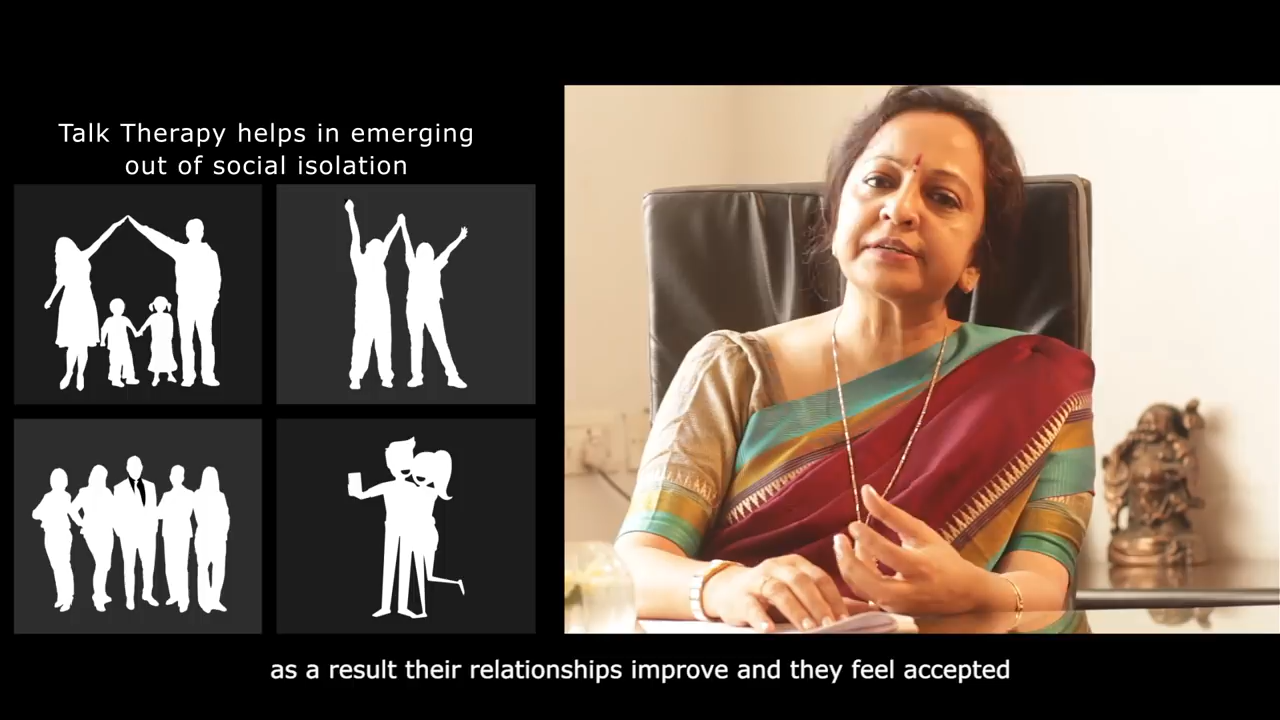 Talk Therapy helps in emerging
out of social isolation
as a result their relationships improve and they feel accepted